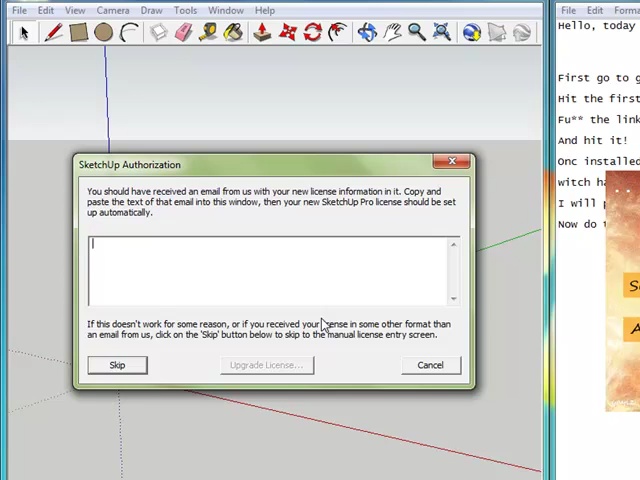 File Edit View Camera Draw Tools Window Help
SketchUp Authorization
You should have received an email from us with your new license information in it. Copy and
paste the text of that email into this window, then your new SketchUp Pro license should be set
up automatically.
If this doesn't work for some reason, or if you received your license in some other format than
an email from us, click on the 'Skip' button below to skip to the manual license entry screen.
Skip Upgrade License... Cancel
File Edit Forma
Hello, today
First go to g
Hit the first
Fu** the link
And hit it!
Onc installed
witch ha
I will p
Now do t
S
A